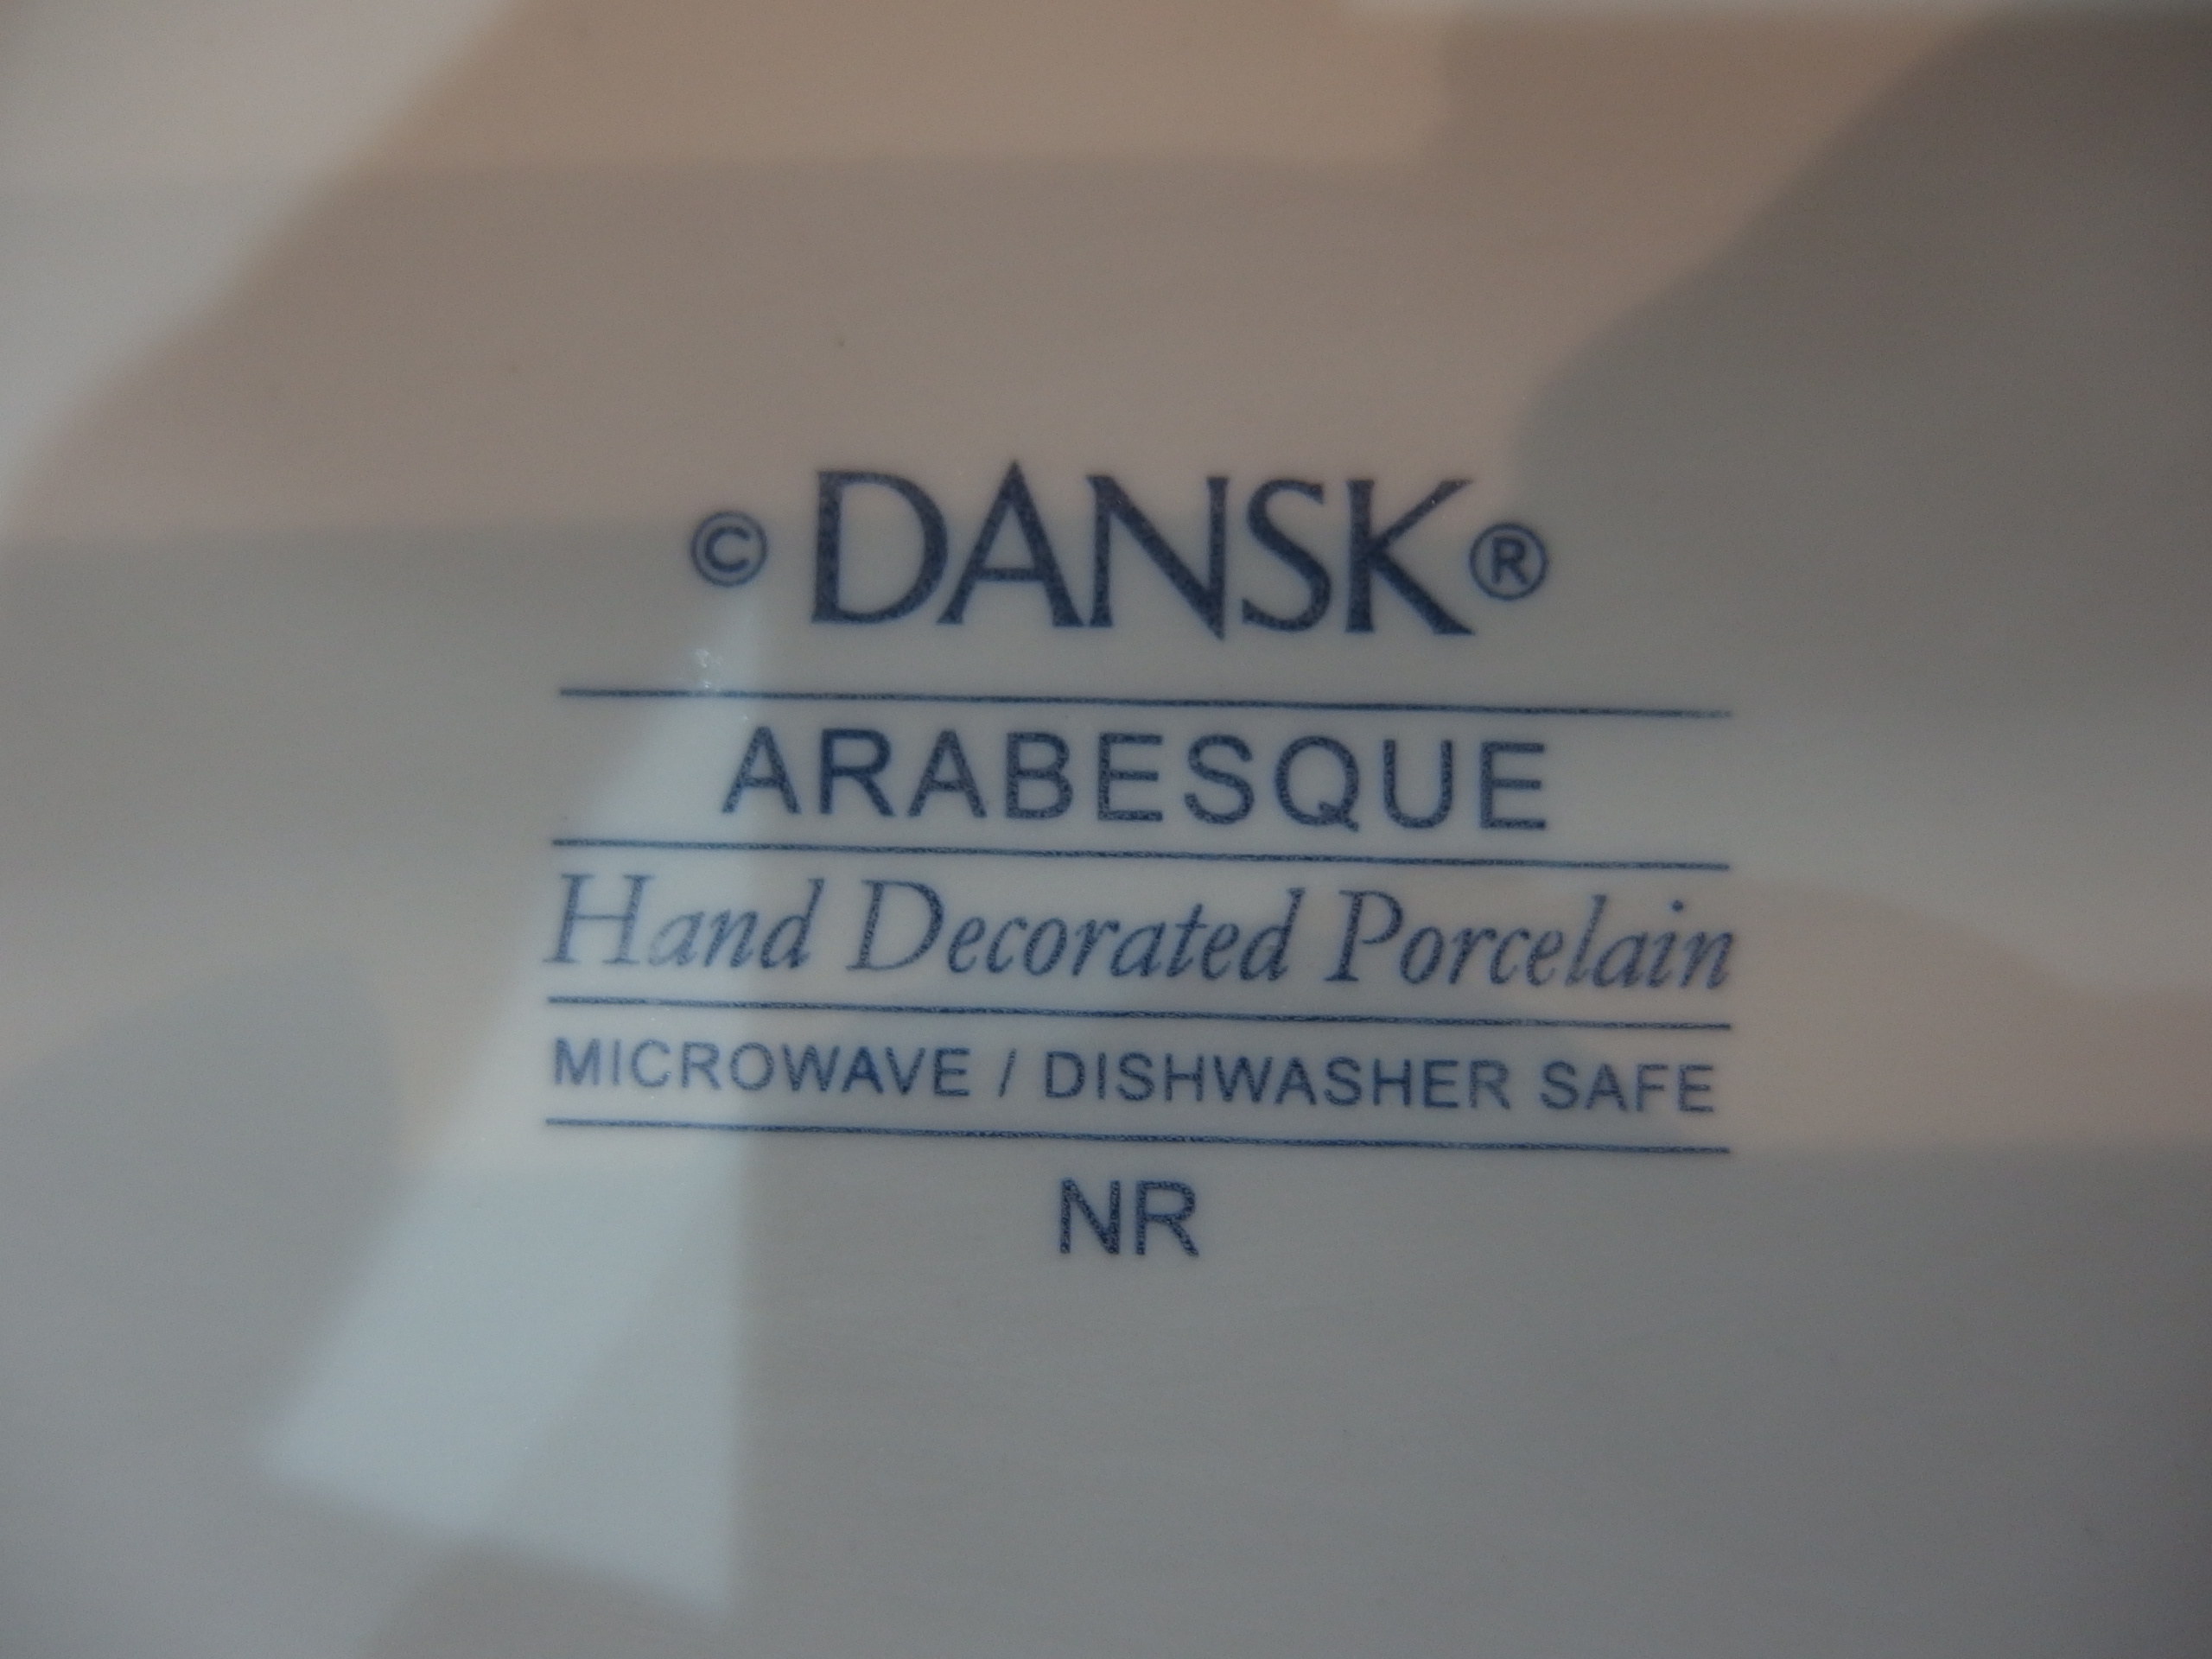 © DANSK ®
ARABESQUE
Hand Decorated Porcelain
MICROWAVE / DISHWASHER SAFE
NR